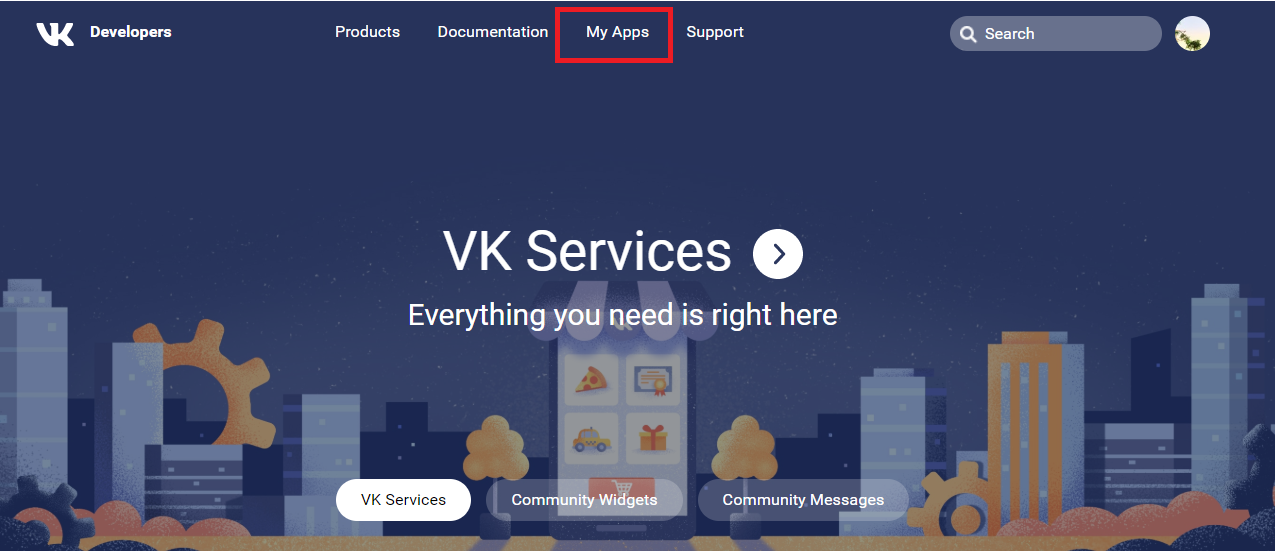 VK Developers Products Documentation My Apps Support Search
VK Services
Everything you need is right here
VK Services Community Widgets Community Messages